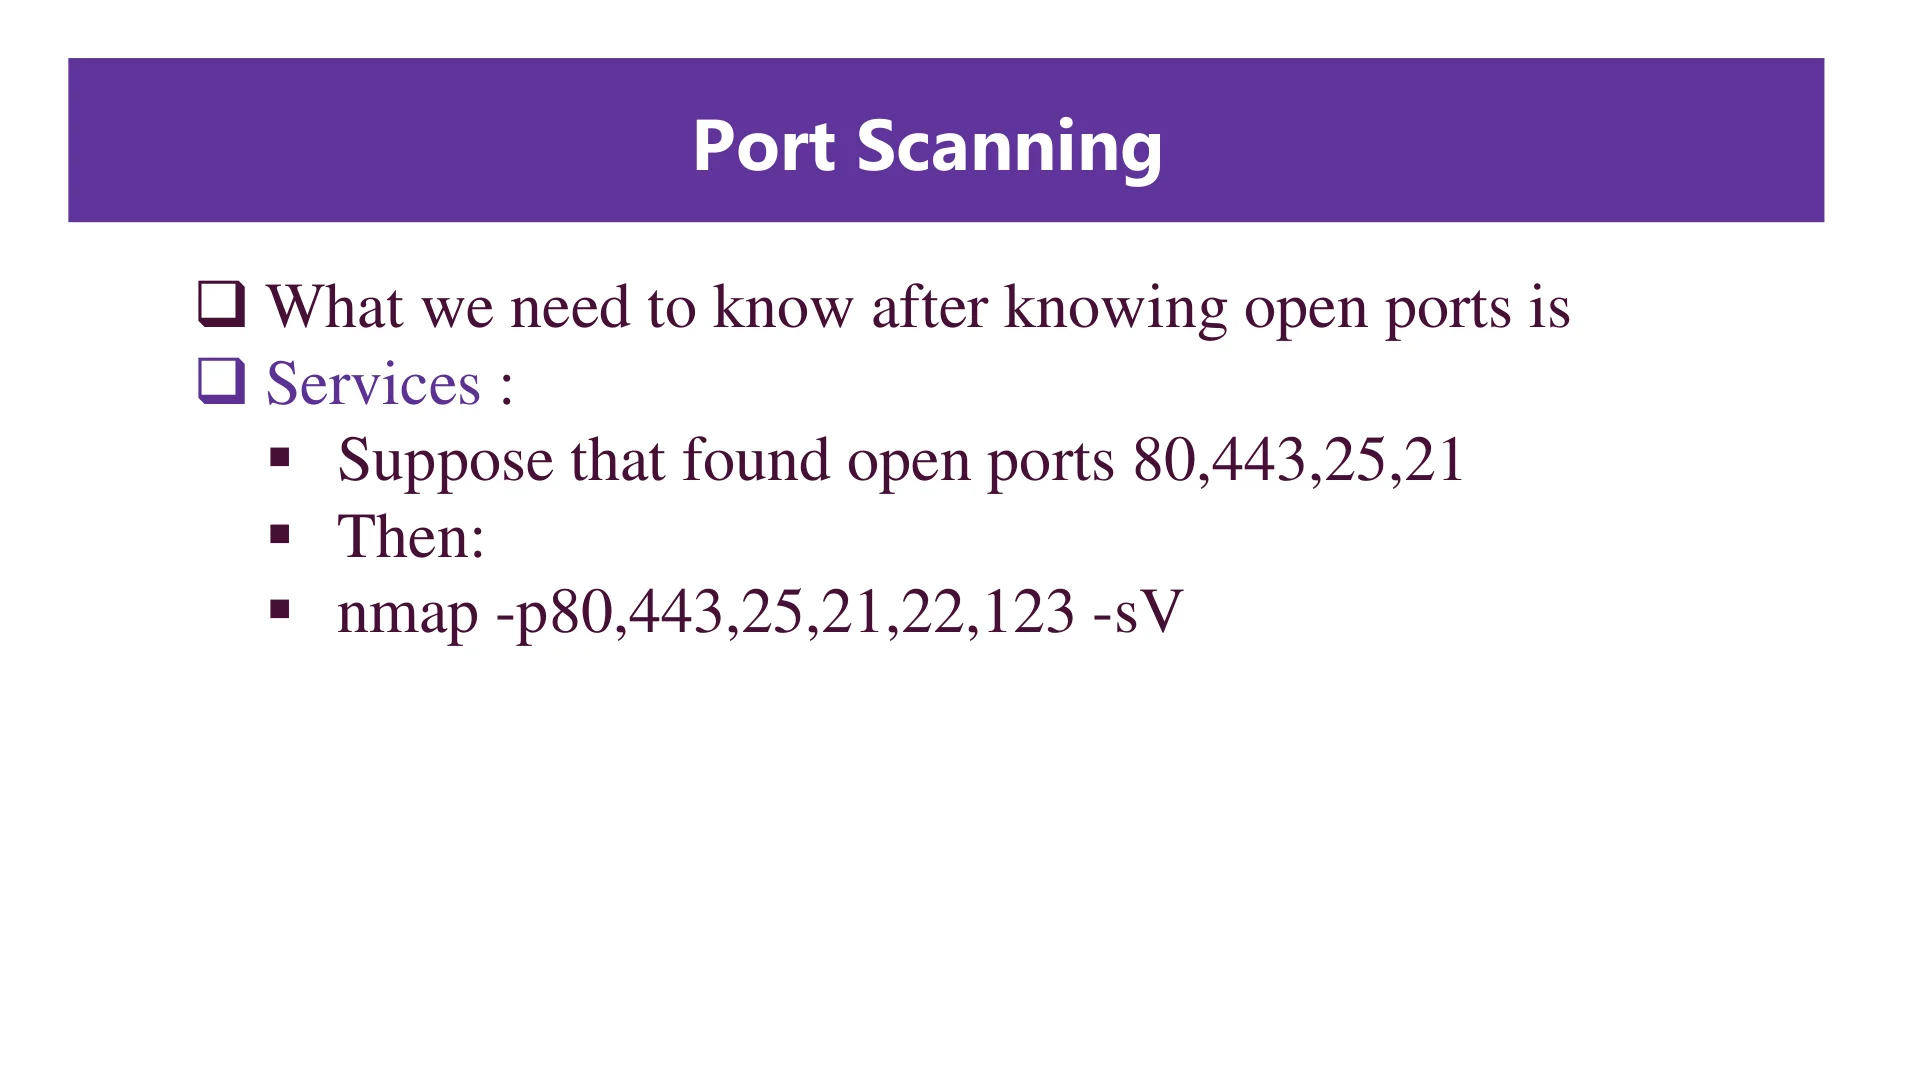 Port Scanning
What we need to know after knowing open ports is
Services :
Suppose that found open ports 80,443,25,21
Then:
nmap -p80,443,25,21,22,123 -sV